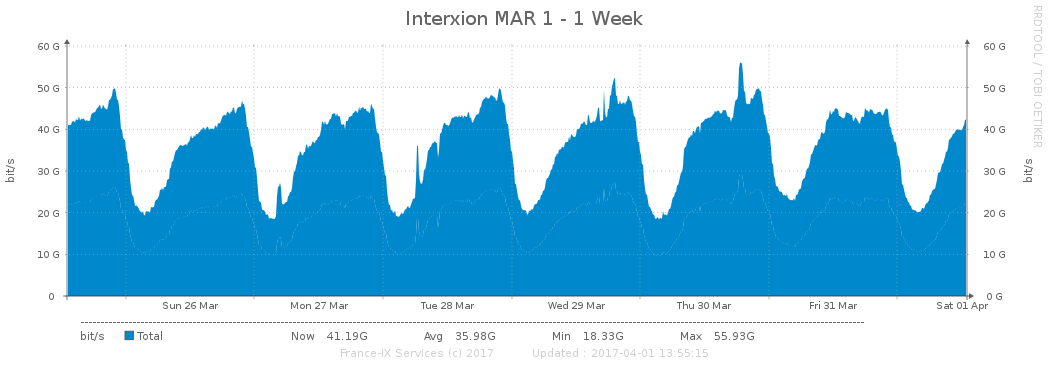 Interxion MAR 1 - 1 Week
RRDTOOL / TOBI OETIKER
bit/s
60 G 60 G
50 G 50 G
40 G 40 G
30 G 30 G
20 G 20 G
10 G 10 G
0 0 G
bit/s
Sun 26 Mar Mon 27 Mar Tue 28 Mar Wed 29 Mar Thu 30 Mar Fri 31 Mar Sat 01 Apr
bit/s Total Now 41.19G Avg 35.98G Min 18.33G Max 55.93G
France-IX Services (c) 2017 Updated : 2017-04-01 13:55:15